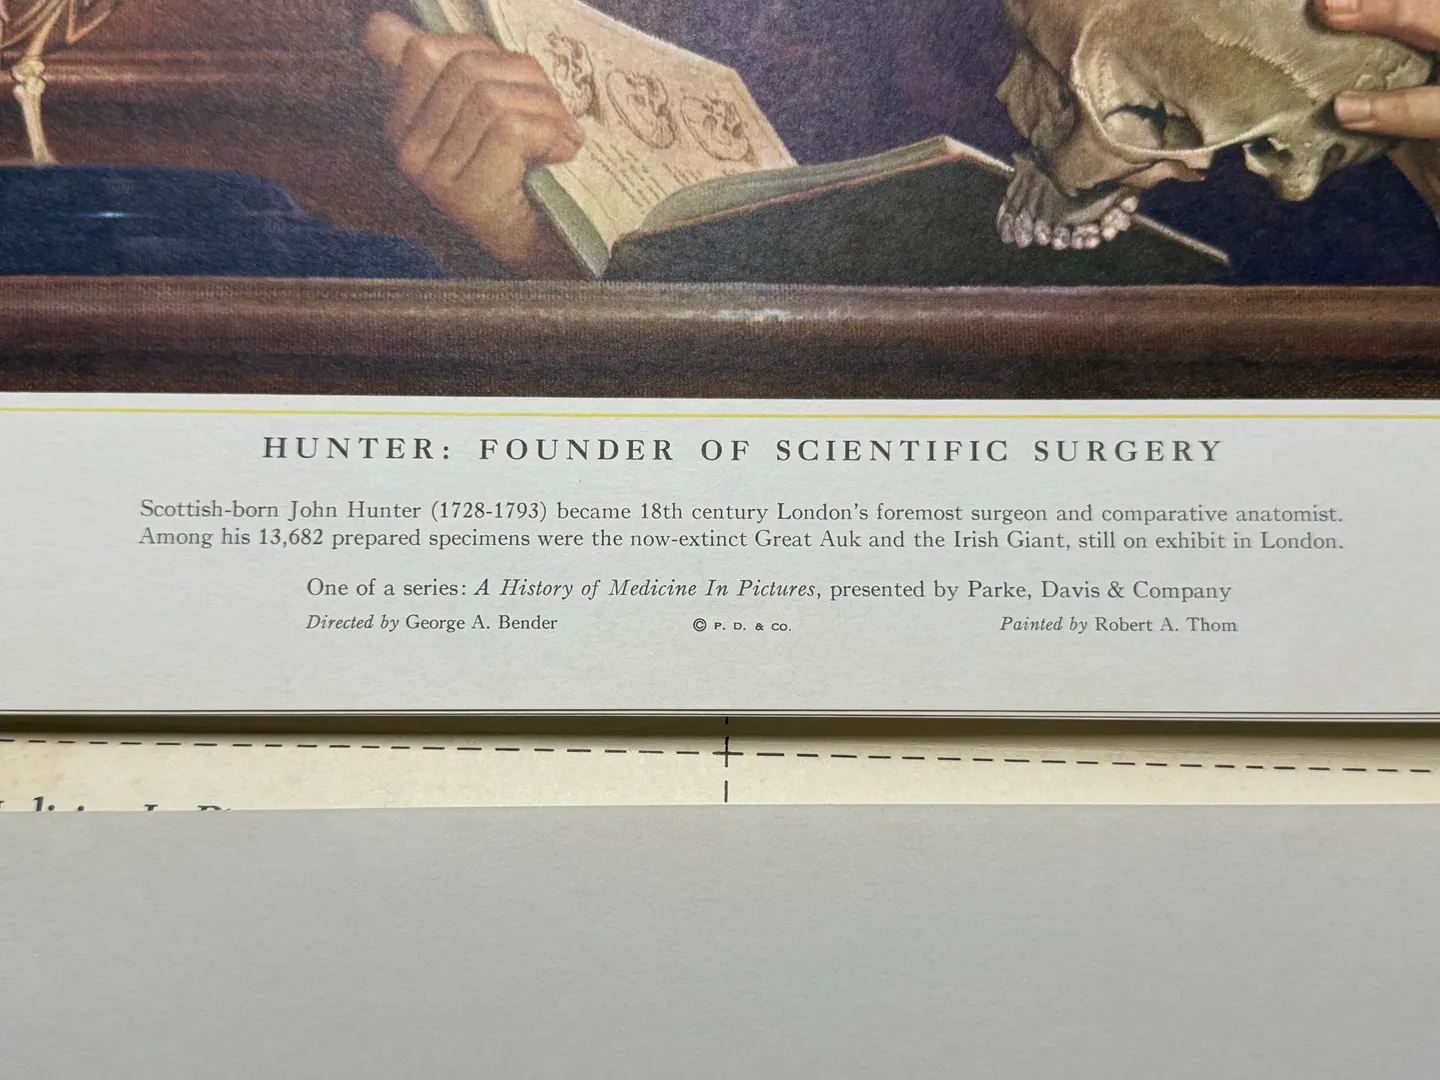 HUNTER: FOUNDER OF SCIENTIFIC SURGERY
Scottish-born John Hunter (1728-1793) became 18th century London's foremost surgeon and comparative anatomist.
Among his 13,682 prepared specimens were the now-extinct Great Auk and the Irish Giant, still on exhibit in London.
One of a series: A History of Medicine In Pictures, presented by Parke, Davis & Company
Directed by George A. Bender © P. D. & CO. Painted by Robert A. Thom